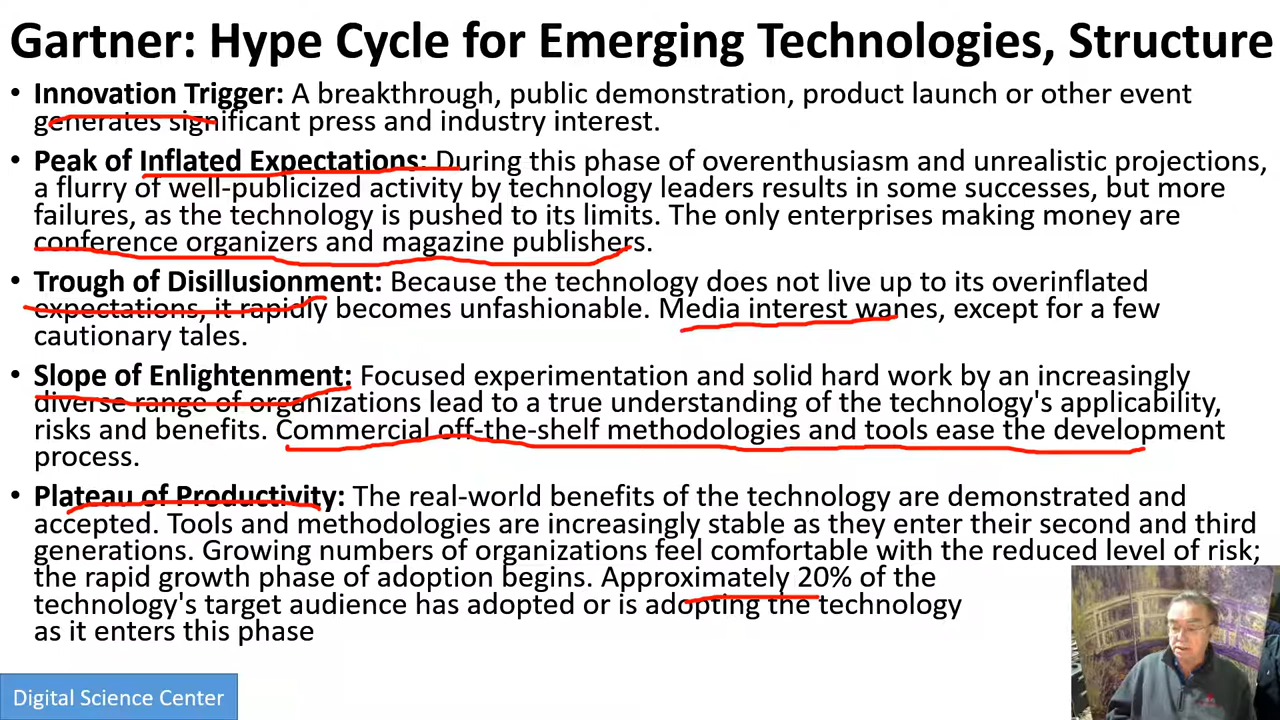 Gartner: Hype Cycle for Emerging Technologies, Structure
• Innovation Trigger: A breakthrough, public demonstration, product launch or other event
generates significant press and industry interest.
• Peak of Inflated Expectations: During this phase of overenthusiasm and unrealistic projections,
a flurry of well-publicized activity by technology leaders results in some successes, but more
failures, as the technology is pushed to its limits. The only enterprises making money are
conference organizers and magazine publishers.
• Trough of Disillusionment: Because the technology does not live up to its overinflated
expectations, it rapidly becomes unfashionable. Media interest wanes, except for a few
cautionary tales.
• Slope of Enlightenment: Focused experimentation and solid hard work by an increasingly
diverse range of organizations lead to a true understanding of the technology's applicability,
risks and benefits. Commercial off-the-shelf methodologies and tools ease the development
process.
• Plateau of Productivity: The real-world benefits of the technology are demonstrated and
accepted. Tools and methodologies are increasingly stable as they enter their second and third
generations. Growing numbers of organizations feel comfortable with the reduced level of risk;
the rapid growth phase of adoption begins. Approximately 20% of the
technology's target audience has adopted or is adopting the technology
as it enters this phase
Digital Science Center